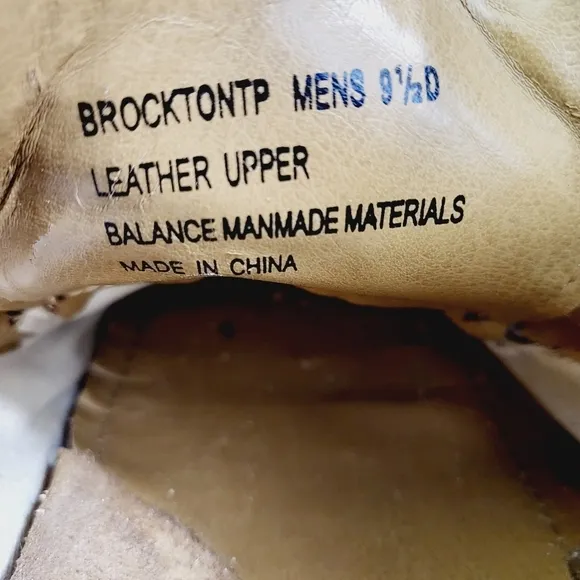 BROCKTONTP MENS 9½D
LEATHER UPPER
BALANCE MANMADE MATERIALS
MADE IN CHINA